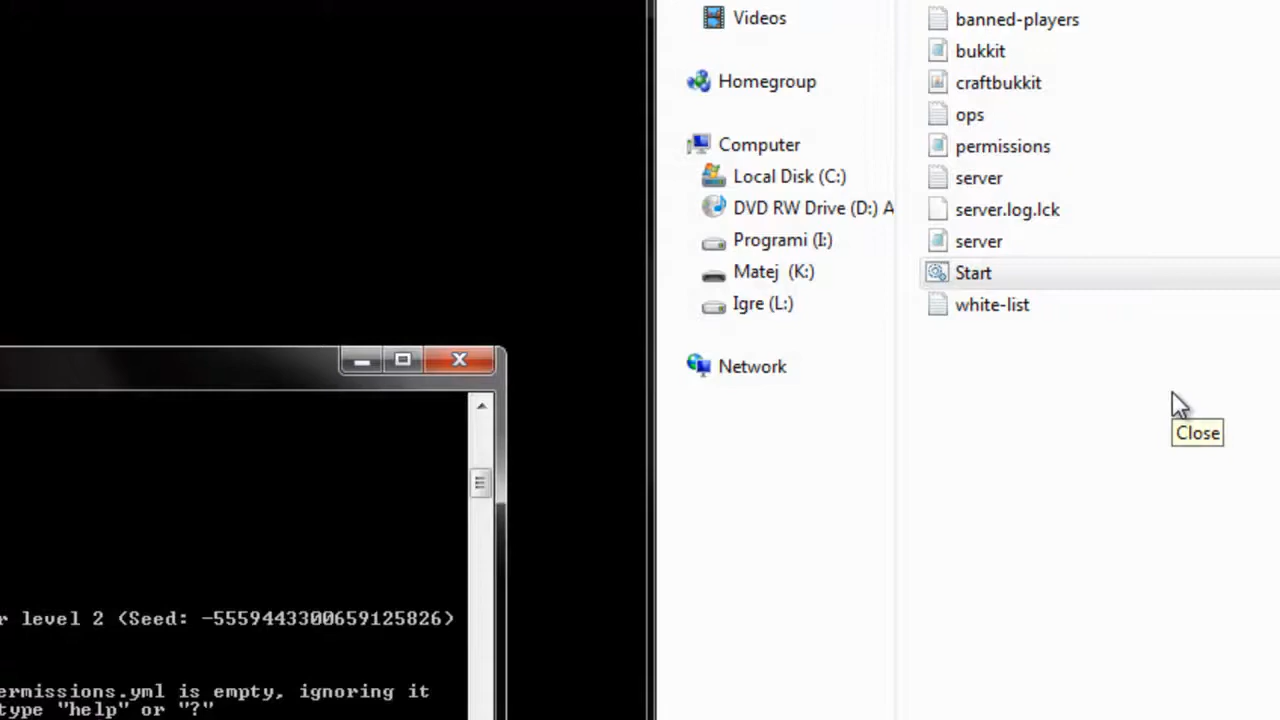 Videos
Homegroup
Computer
Local Disk (C:)
DVD RW Drive (D:) A
Programi (I:)
Matej (K:)
Igre (L:)
Network
banned-players
bukkit
craftbukkit
ops
permissions
server
server.log.lck
server
Start
white-list
Close
r level 2 (Seed: -5559443300659125826)
ermissions.yml is empty, ignoring it
type "help" or "?"